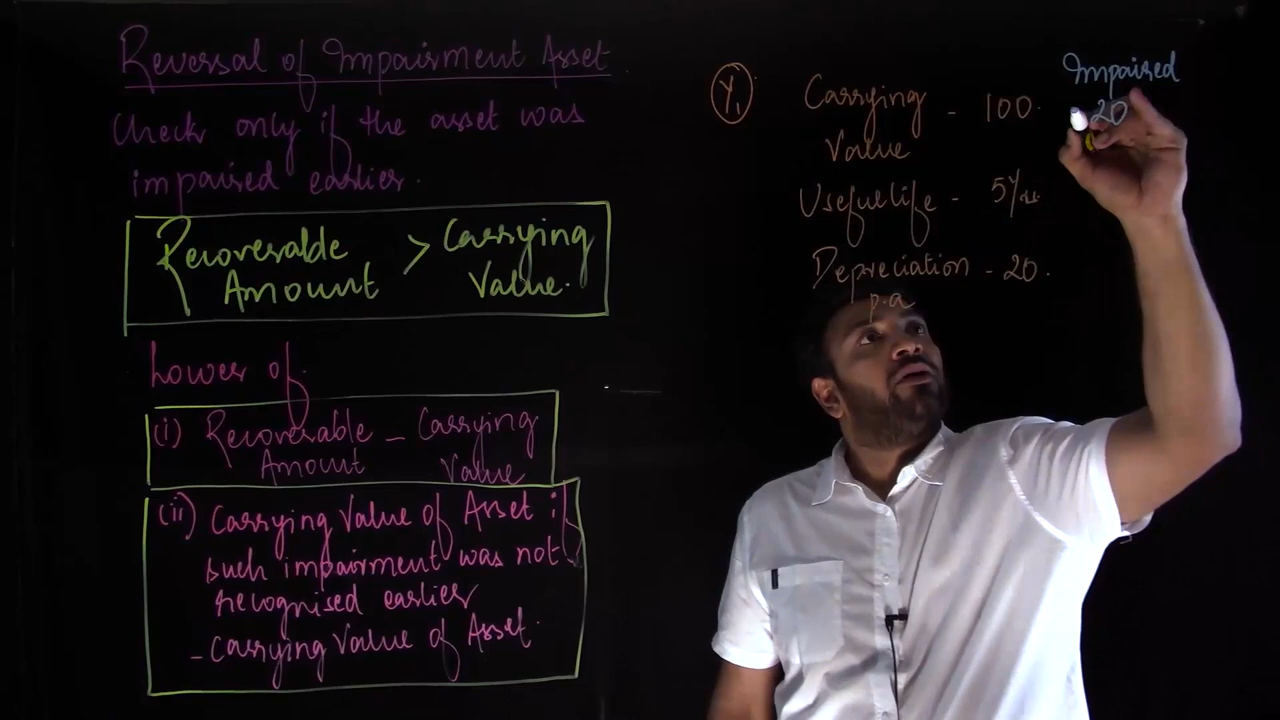 Reversal of Impairment Asset
Check only if the asset was
impaired earlier.
Recoverable > Carrying
Amount Value.
Lower of
(i) Recoverable - Carrying
Amount Value
(ii) Carrying Value of Asset if
such impairment was not
recognised earlier
- Carrying Value of Asset.
Y1
Carrying - 100.
Value
Useful life - 5Yrs.
Depreciation - 20.
p.a
Impaired
20